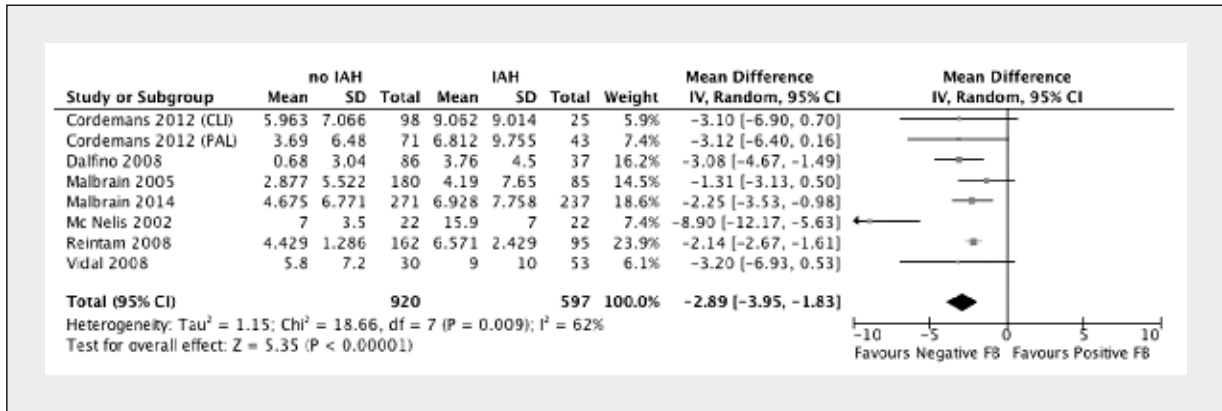 no IAH IAH Mean Difference Mean Difference
Study or Subgroup Mean SD Total Mean SD Total Weight IV, Random, 95% CI IV, Random, 95% CI
Cordemans 2012 (CLI) 5.963 7.066 98 9.062 9.014 25 5.9% -3.10 [-6.90, 0.70]
Cordemans 2012 (PAL) 3.69 6.48 71 6.812 9.755 43 7.4% -3.12 [-6.40, 0.16]
Dalfino 2008 0.68 3.04 86 3.76 4.5 37 16.2% -3.08 [-4.67, -1.49]
Malbrain 2005 2.877 5.522 180 4.19 7.65 85 14.5% -1.31 [-3.13, 0.50]
Malbrain 2014 4.675 6.771 271 6.928 7.758 237 18.6% -2.25 [-3.53, -0.98]
Mc Nelis 2002 7 3.5 22 15.9 7 22 7.4% -8.90 [-12.17, -5.63]
Reintam 2008 4.429 1.286 162 6.571 2.429 95 23.9% -2.14 [-2.67, -1.61]
Vidal 2008 5.8 7.2 30 9 10 53 6.1% -3.20 [-6.93, 0.53]
Total (95% CI) 920 597 100.0% -2.89 [-3.95, -1.83]
Heterogeneity: Tau² = 1.15; Chi² = 18.66, df = 7 (P = 0.009); I² = 62%
Test for overall effect: Z = 5.35 (P < 0.00001)
-10 -5 0 5 10
Favours Negative FB Favours Positive FB